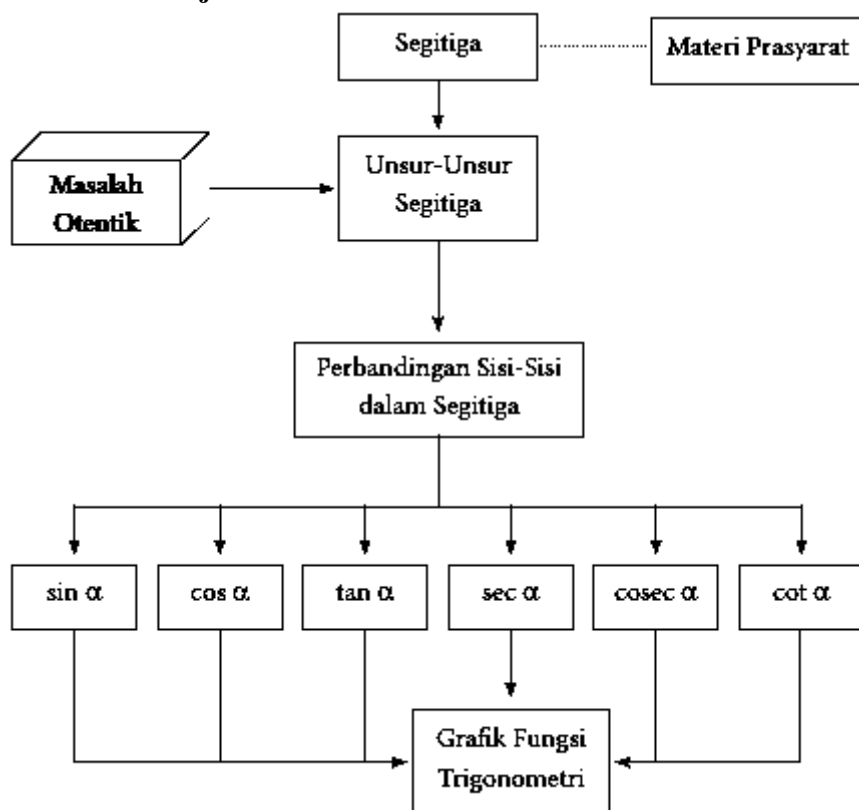 Segitiga
Materi Prasyarat
Unsur-Unsur
Segitiga
Masalah
Otentik
Perbandingan Sisi-Sisi
dalam Segitiga
sin α
cos α
tan α
sec α
cosec α
cot α
Grafik Fungsi
Trigonometri